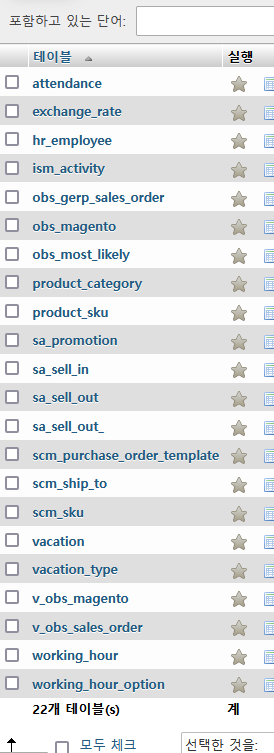 포함하고 있는 단어:
테이블 실행
attendance
exchange_rate
hr_employee
ism_activity
obs_gerp_sales_order
obs_magento
obs_most_likely
product_category
product_sku
sa_promotion
sa_sell_in
sa_sell_out
sa_sell_out_
scm_purchase_order_template
scm_ship_to
scm_sku
vacation
vacation_type
v_obs_magento
v_obs_sales_order
working_hour
working_hour_option
22개 테이블(s) 계
모두 체크 선택한 것을: